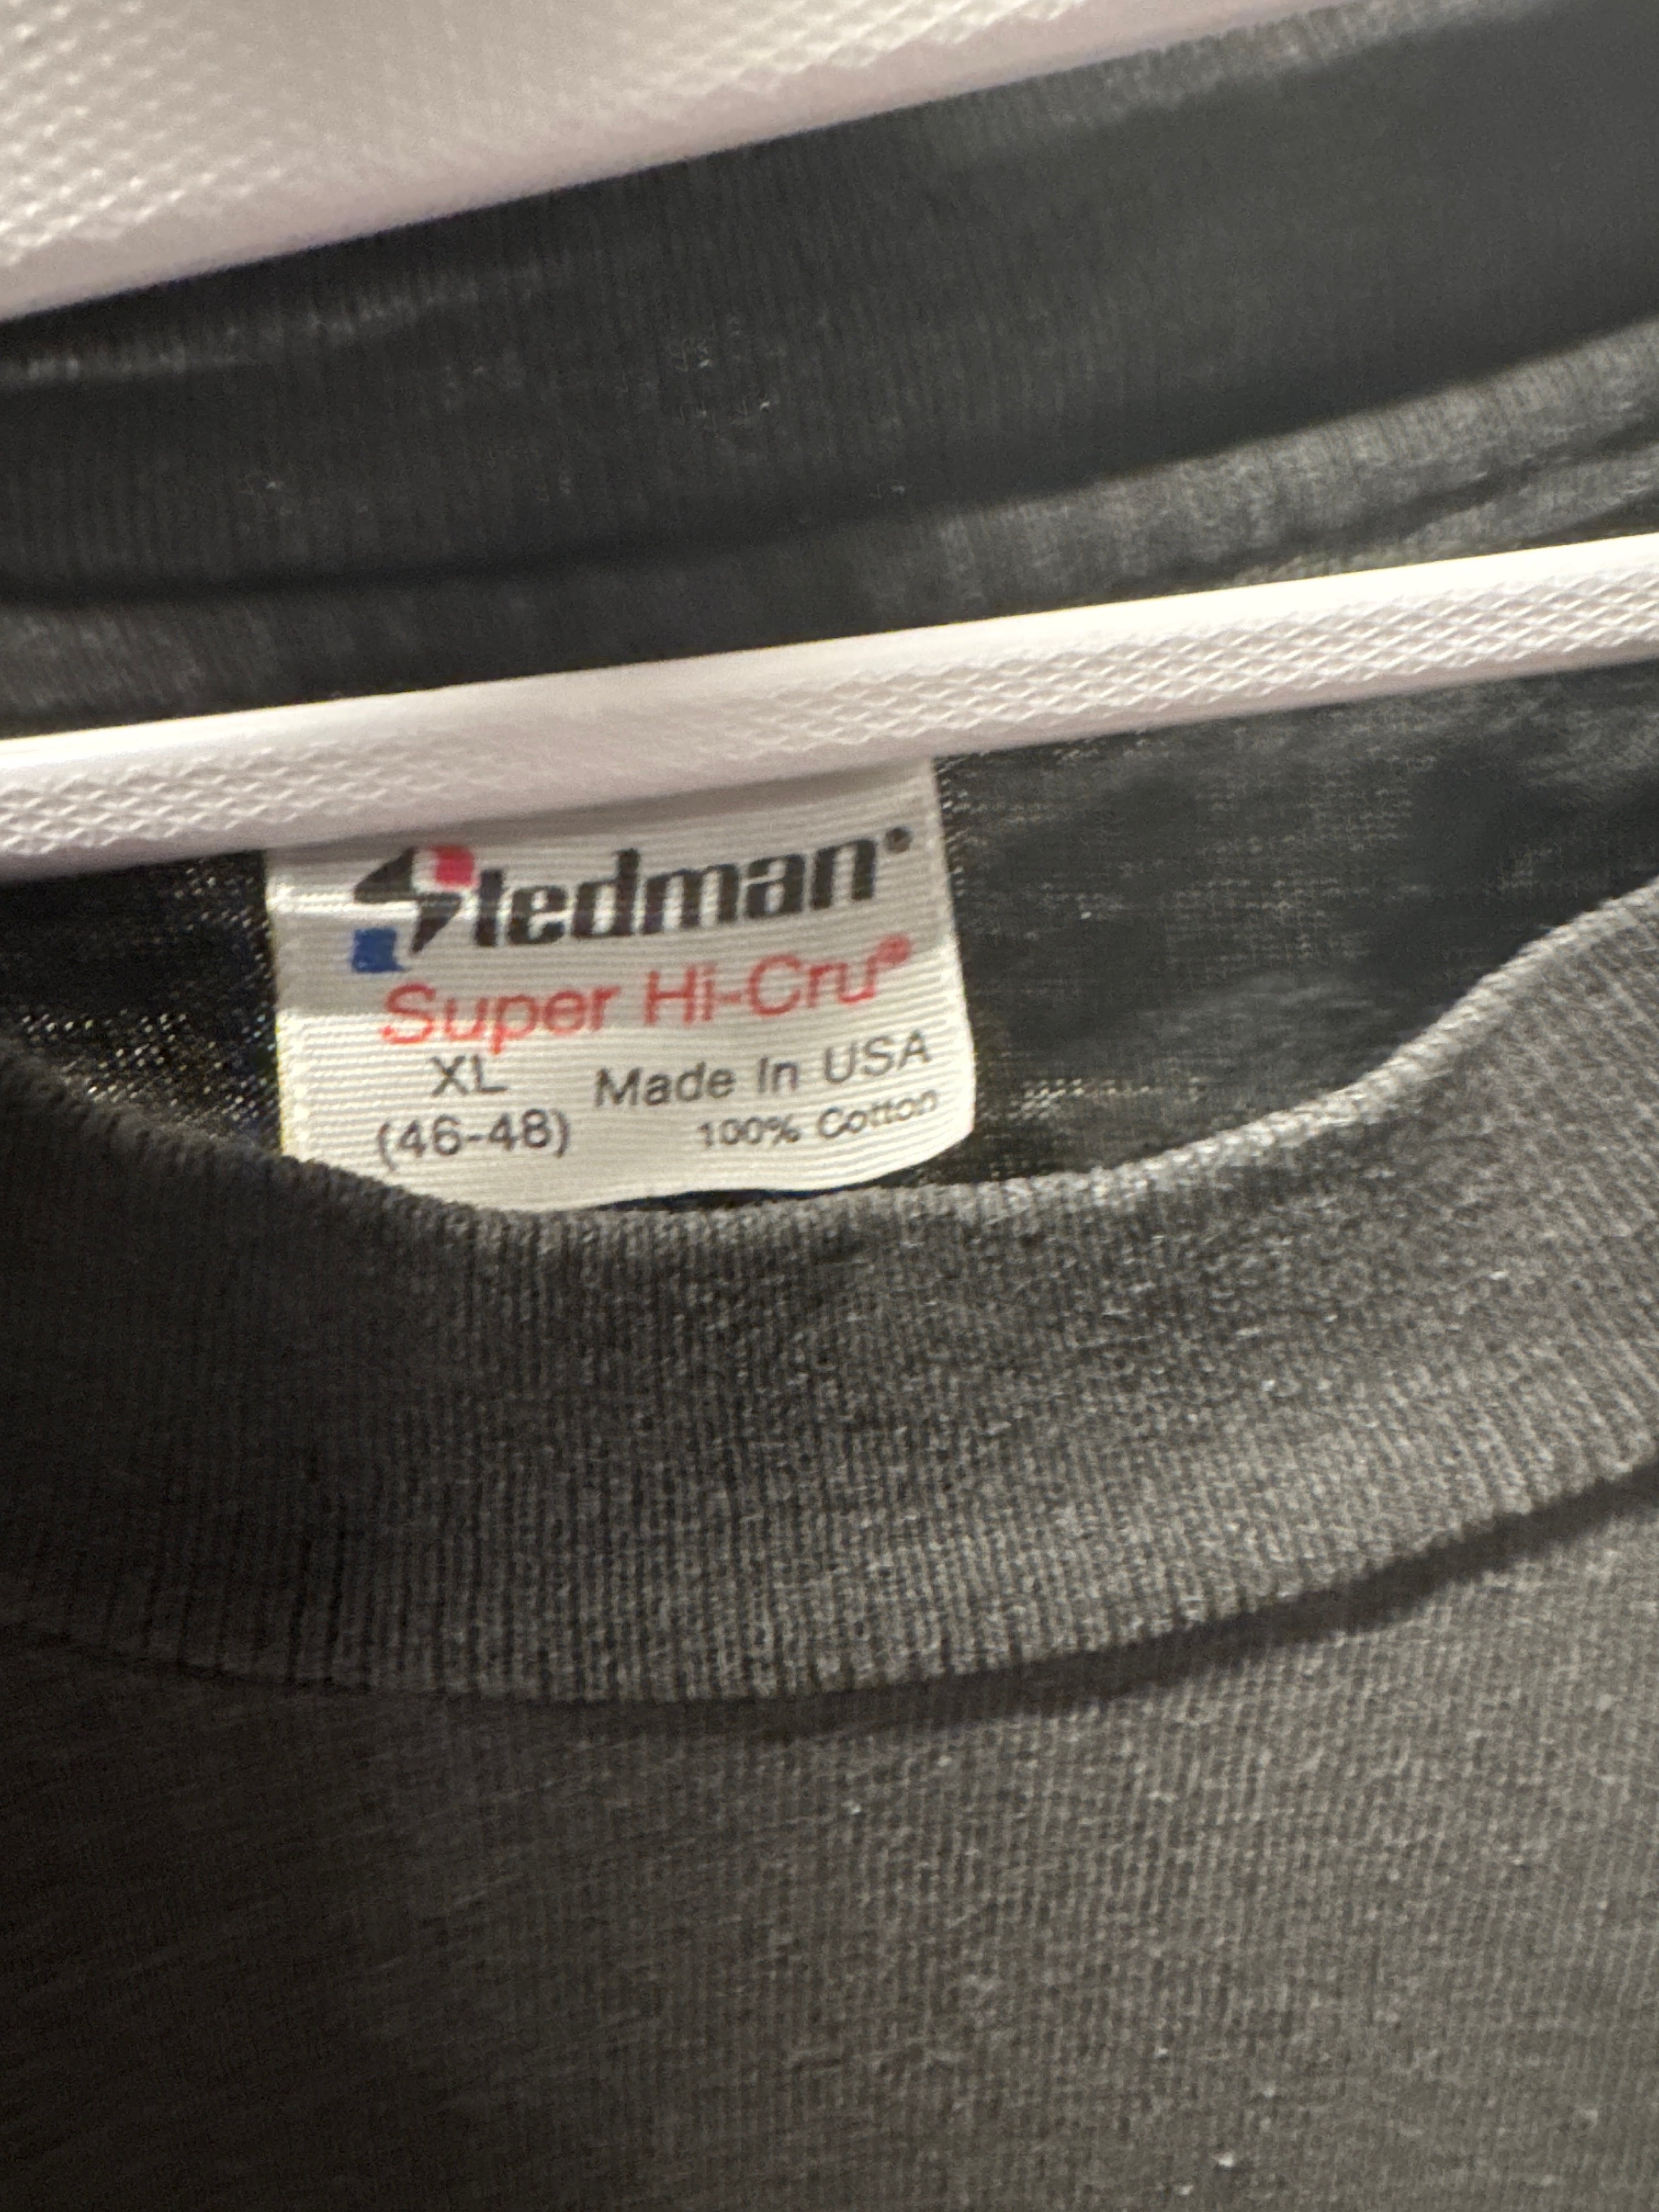 Stedman®
Super Hi-Cru®
XL Made In USA
(46-48) 100% Cotton